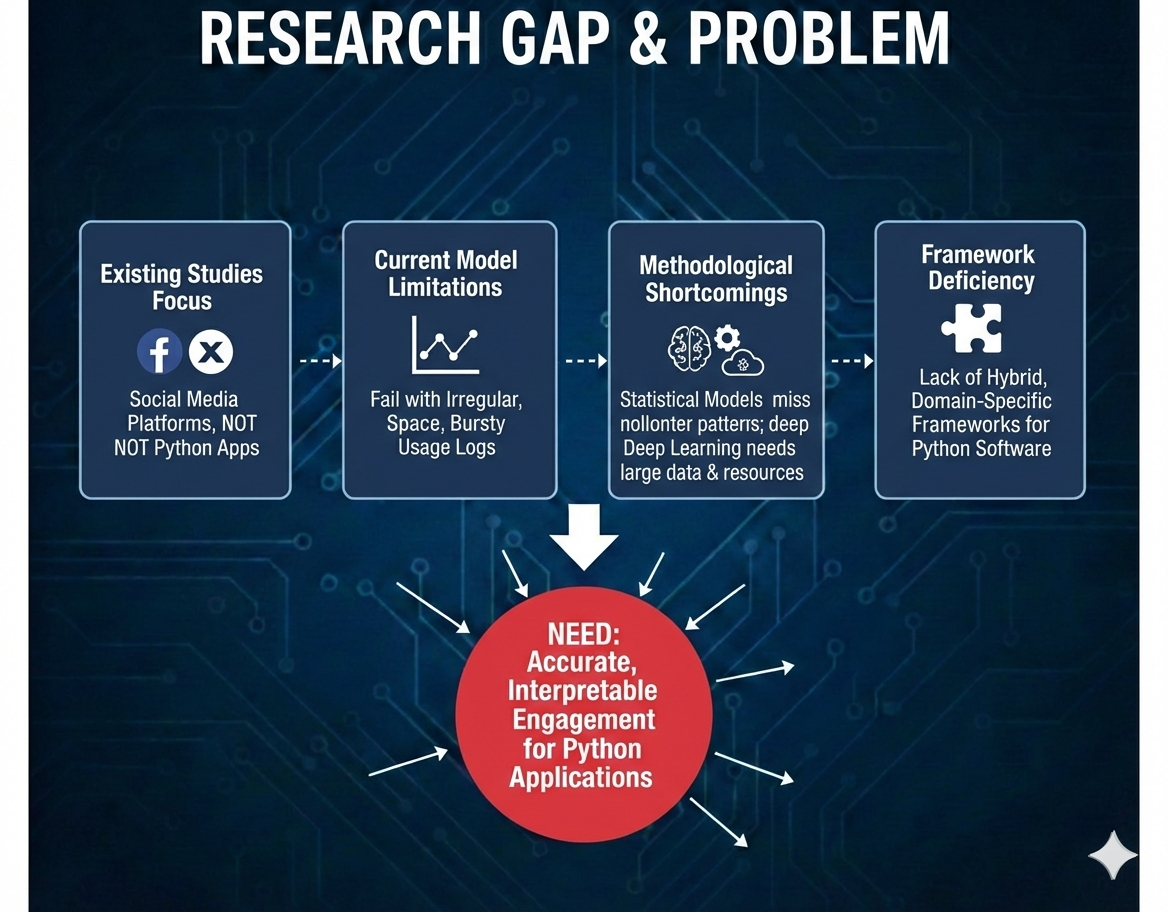 RESEARCH GAP & PROBLEM
Existing Studies
Focus
Social Media
Platforms, NOT
NOT Python Apps
Current Model
Limitations
Fail with Irregular,
Space, Bursty
Usage Logs
Methodological
Shortcomings
Statistical Models miss
nollonter patterns; deep
Deep Learning needs
large data & resources
Framework
Deficiency
Lack of Hybrid,
Domain-Specific
Frameworks for
Python Software
NEED:
Accurate,
Interpretable
Engagement
for Python
Applications